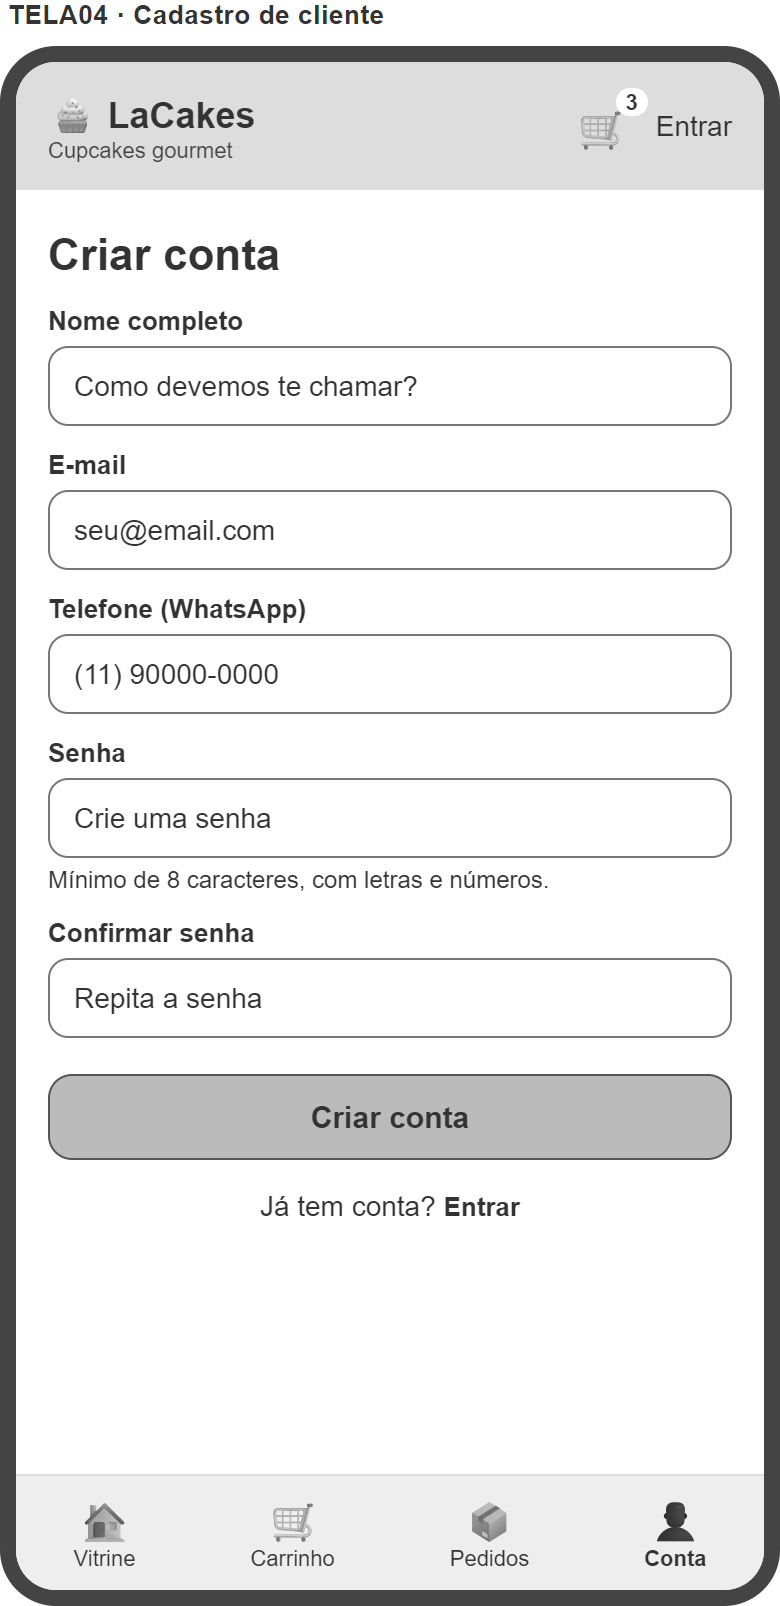 TELA04 · Cadastro de cliente
LaCakes
Cupcakes gourmet
3
Entrar
Criar conta
Nome completo
Como devemos te chamar?
E-mail
seu@email.com
Telefone (WhatsApp)
(11) 90000-0000
Senha
Crie uma senha
Mínimo de 8 caracteres, com letras e números.
Confirmar senha
Repita a senha
Criar conta
Já tem conta? Entrar
Vitrine
Carrinho
Pedidos
Conta